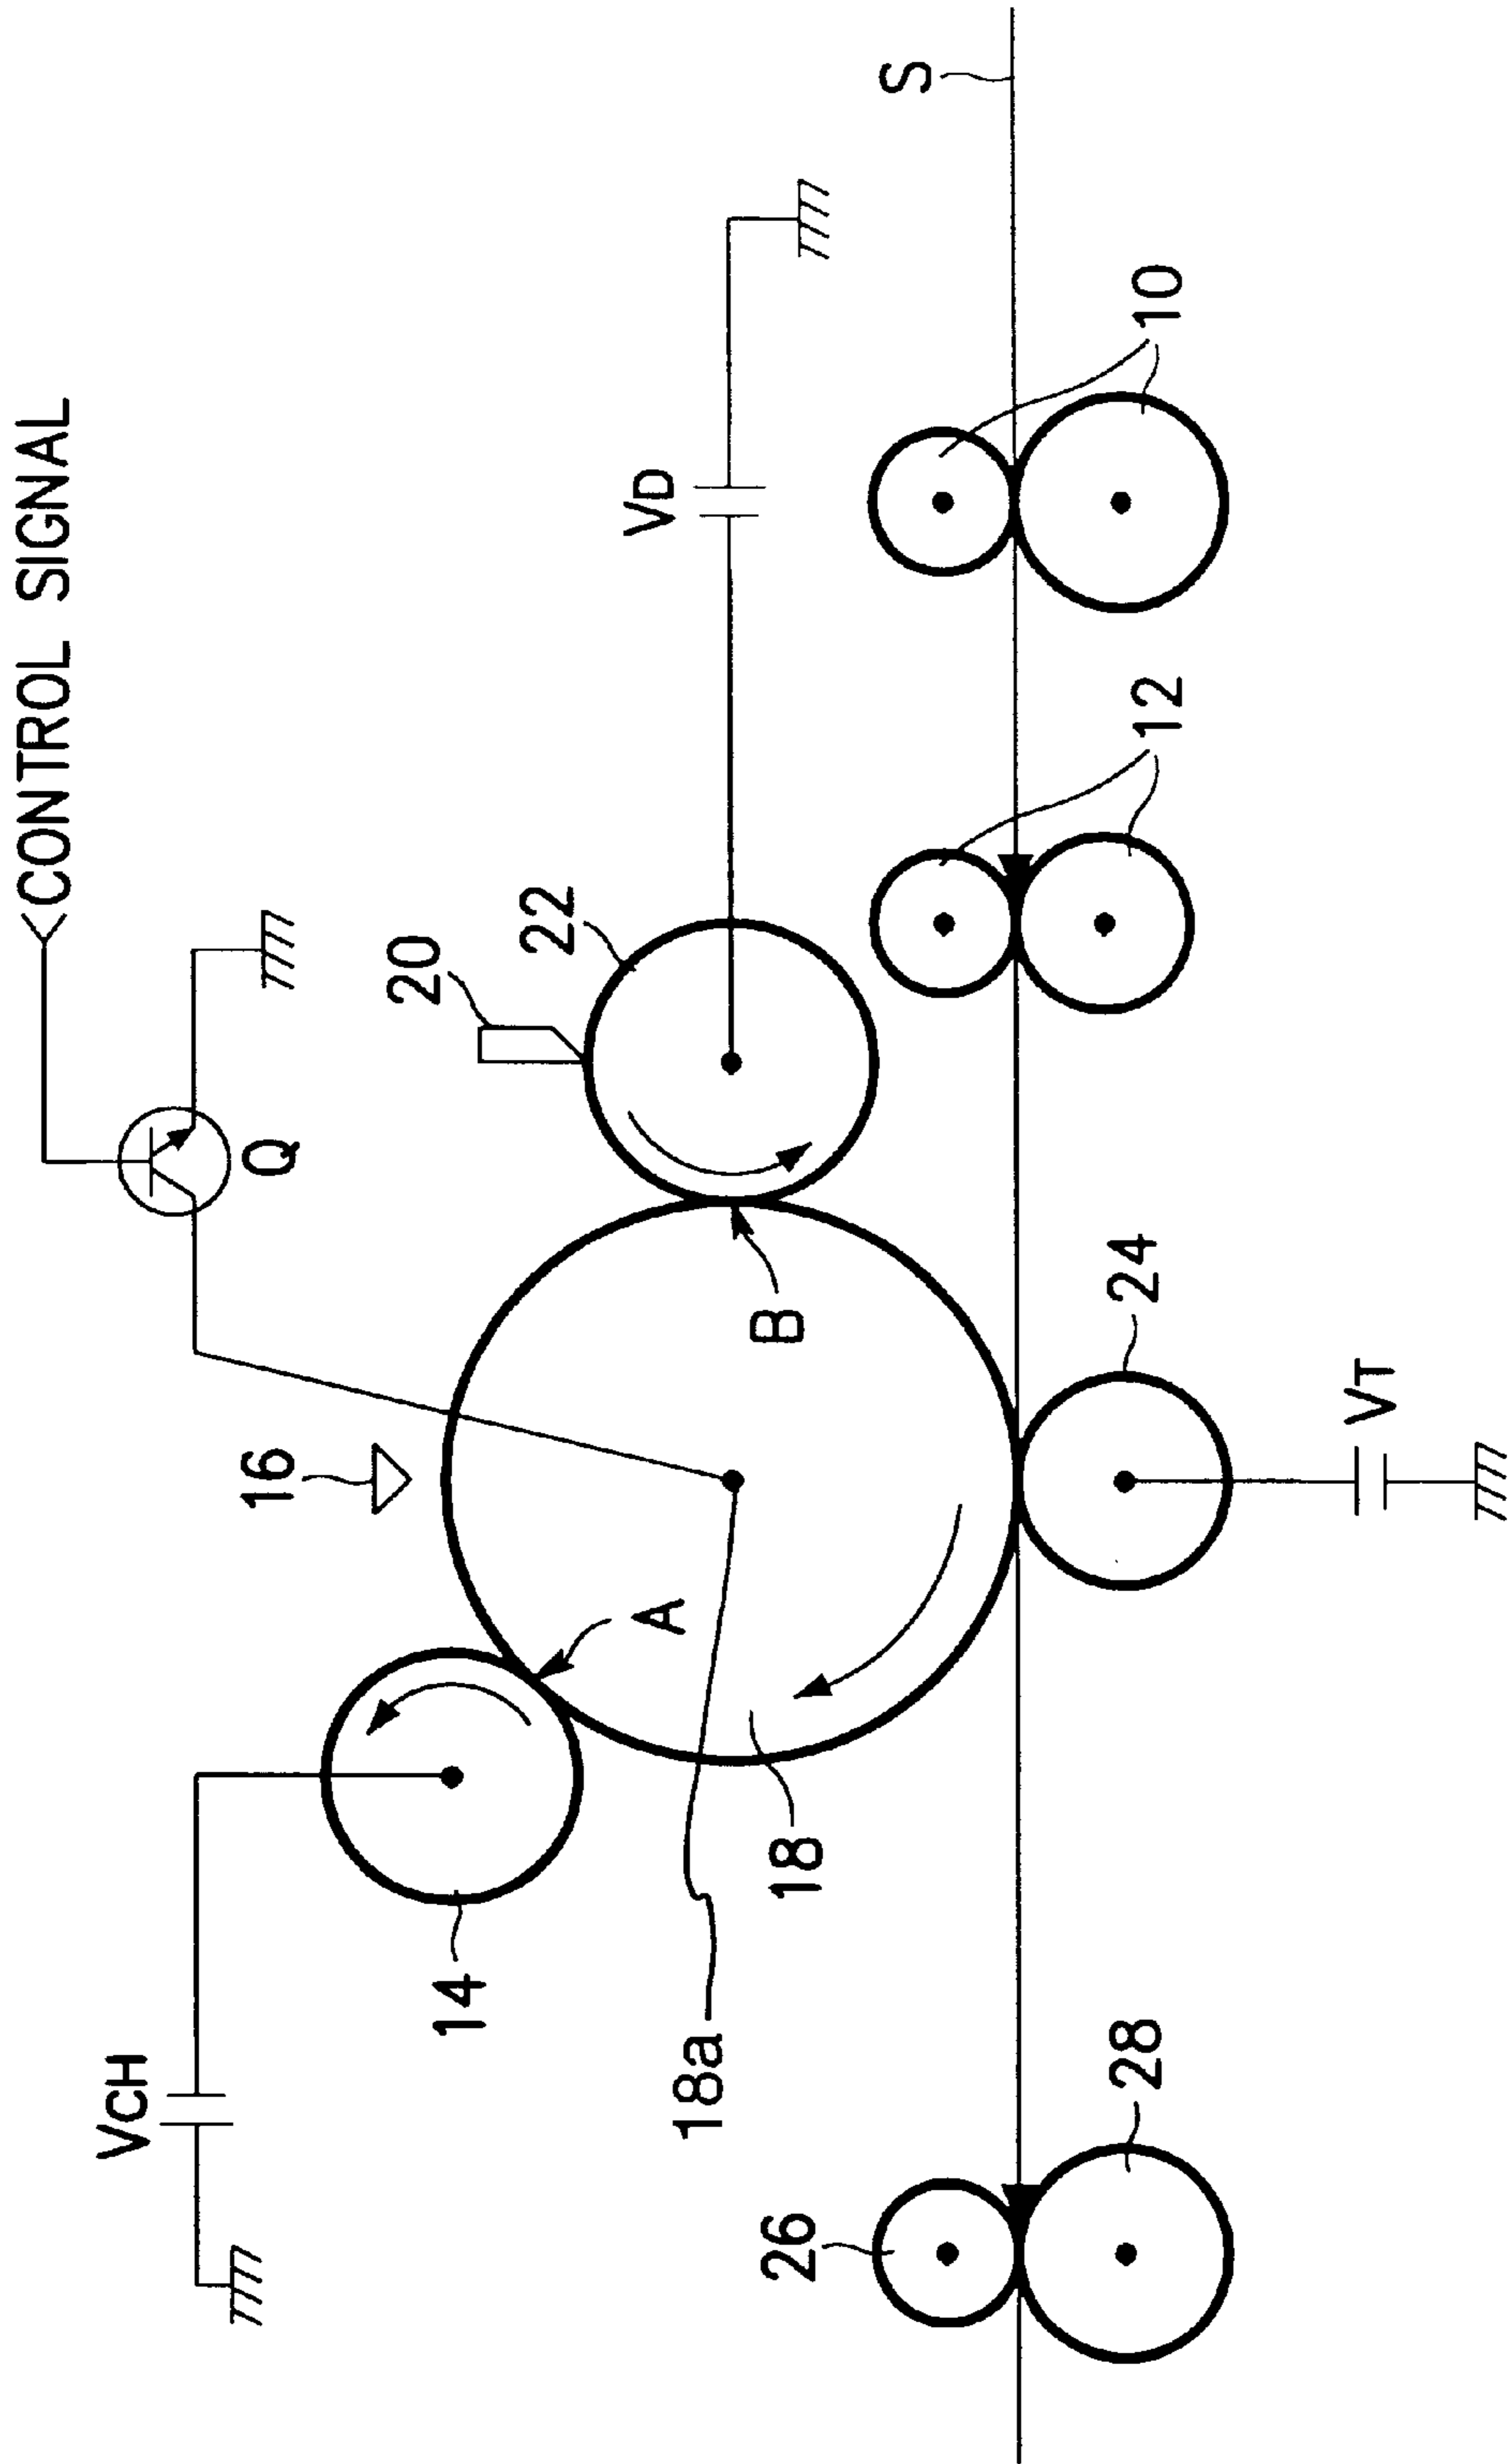 CONTROL SIGNAL
Q
VCH
16
20
22
14
A
VD
S
18a
18
B
26
12
10
28
24
VT